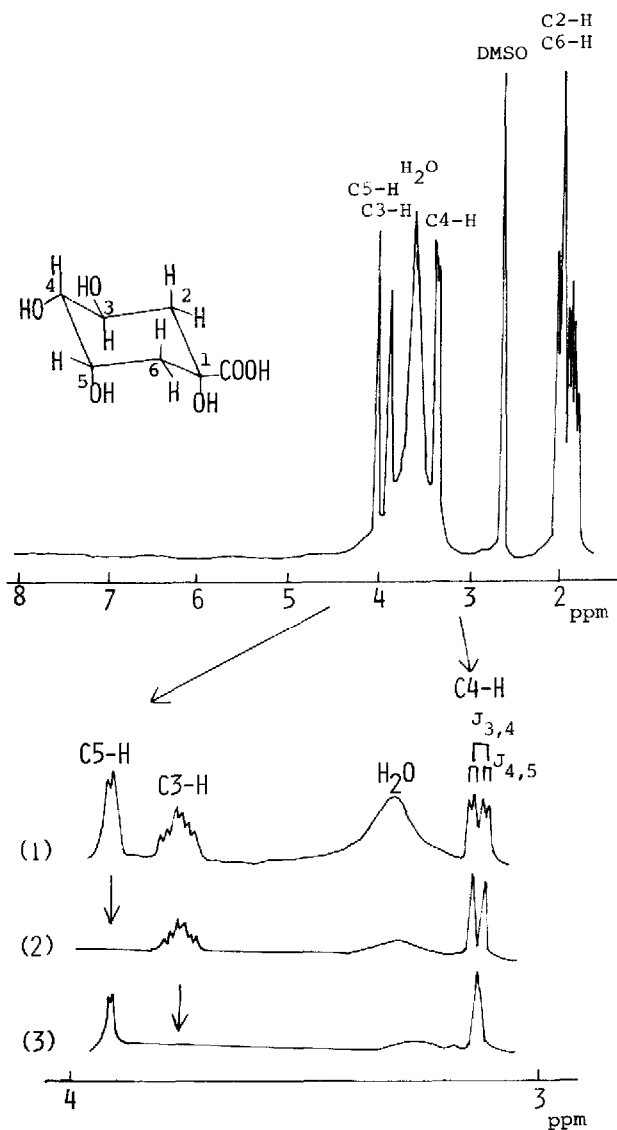 C2-H
C6-H
DMSO
H2O
C5-H
C3-H
C4-H
H
4
HO
HO
3
H
H
2
H
H
H
5
OH
6
H
1
COOH
OH
8 7 6 5 4 3 2
ppm
C4-H
J3,4
J4,5
C5-H
C3-H
H2O
(1)
(2)
(3)
4 3
ppm